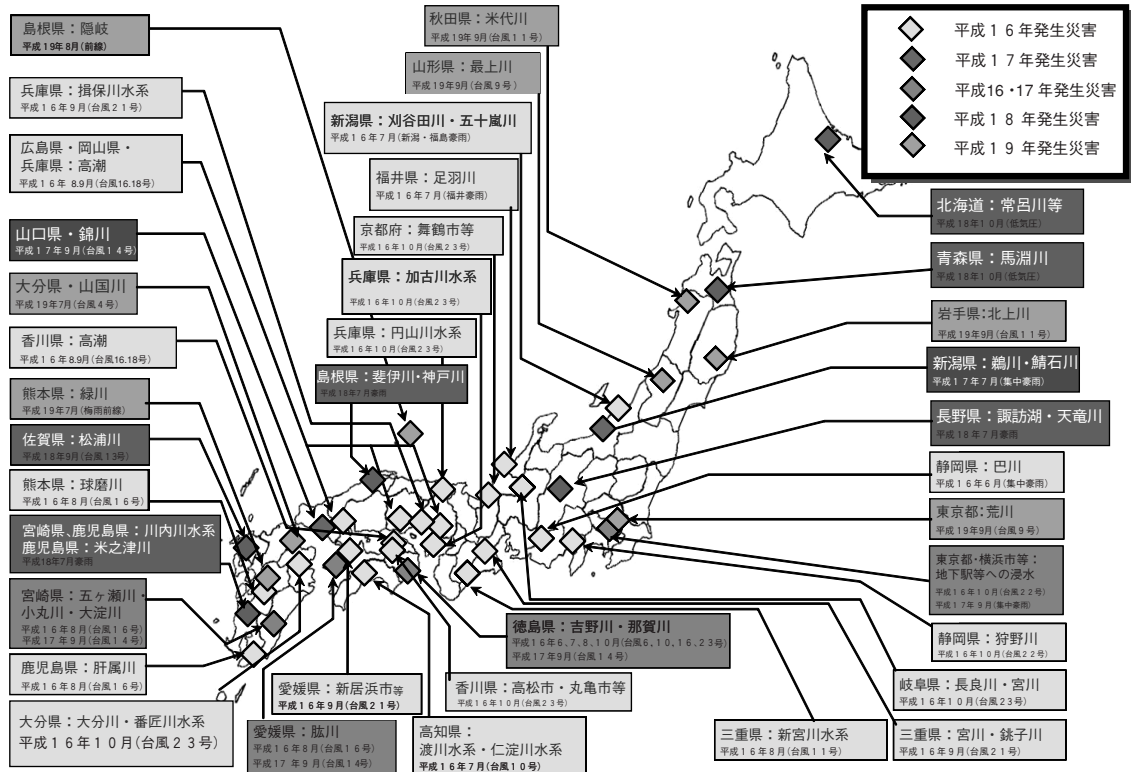 島根県：隠岐
平成19年8月(前線)
兵庫県：揖保川水系
平成16年9月(台風21号)
広島県・岡山県・
兵庫県：高潮
平成16年 8.9月(台風16.18号)
山口県・錦川
平成17年9月(台風14号)
大分県・山国川
平成19年7月(台風4号)
香川県：高潮
平成16年8.9月(台風16.18号)
熊本県：緑川
平成19年7月(梅雨前線)
佐賀県：松浦川
平成18年9月(台風13号)
熊本県：球磨川
平成16年8月(台風16号)
宮崎県、鹿児島県：川内川水系
鹿児島県：米之津川
平成18年7月豪雨
宮崎県：五ヶ瀬川・
小丸川・大淀川
平成16年8月(台風16号)
平成17年9月(台風14号)
鹿児島県：肝属川
平成16年8月(台風16号)
大分県：大分川・番匠川水系
平成16年10月(台風23号)
秋田県：米代川
平成19年9月(台風11号)
山形県：最上川
平成19年9月(台風9号)
新潟県：刈谷田川・五十嵐川
平成16年7月(新潟・福島豪雨)
福井県：足羽川
平成16年7月(福井豪雨)
京都府：舞鶴市等
平成16年10月(台風23号)
兵庫県：加古川水系
平成16年10月(台風23号)
兵庫県：円山川水系
平成16年10月(台風23号)
島根県：斐伊川・神戸川
平成18年7月豪雨
平成16年発生災害
平成17年発生災害
平成16・17年発生災害
平成18年発生災害
平成19年発生災害
北海道：常呂川等
平成18年10月(低気圧)
青森県：馬淵川
平成18年10月(低気圧)
岩手県:北上川
平成19年9月(台風11号)
新潟県：鵜川・鯖石川
平成17年7月(集中豪雨)
長野県：諏訪湖・天竜川
平成18年7月豪雨
静岡県：巴川
平成16年6月(集中豪雨)
東京都：荒川
平成19年9月(台風9号)
東京都・横浜市等：
地下駅等への浸水
平成16年10月(台風22号)
平成17年9月(集中豪雨)
静岡県：狩野川
平成16年10月(台風22号)
岐阜県：長良川・宮川
平成16年10月(台風23号)
三重県：宮川・銚子川
平成16年9月(台風21号)
三重県：新宮川水系
平成16年8月(台風11号)
徳島県：吉野川・那賀川
平成16年6,7,8,10月(台風6,10,16,23号)
平成17年9月(台風14号)
香川県：高松市・丸亀市等
平成16年10月(台風23号)
愛媛県：新居浜市等
平成16年9月(台風21号)
愛媛県：肱川
平成16年8月(台風16号)
平成17年9月(台風14号)
高知県：
渡川水系・仁淀川水系
平成16年7月(台風10号)